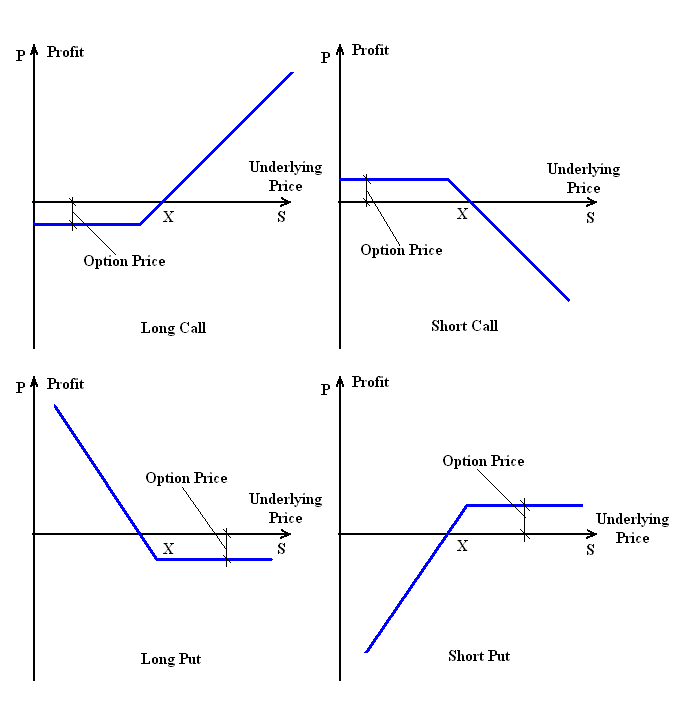 P Profit
Underlying
Price
X
S
Option Price
Long Call
P Profit
Underlying
Price
X
S
Option Price
Short Call
P Profit
Option Price
Underlying
Price
X
S
Long Put
P Profit
Option Price
Underlying
Price
X
S
Short Put